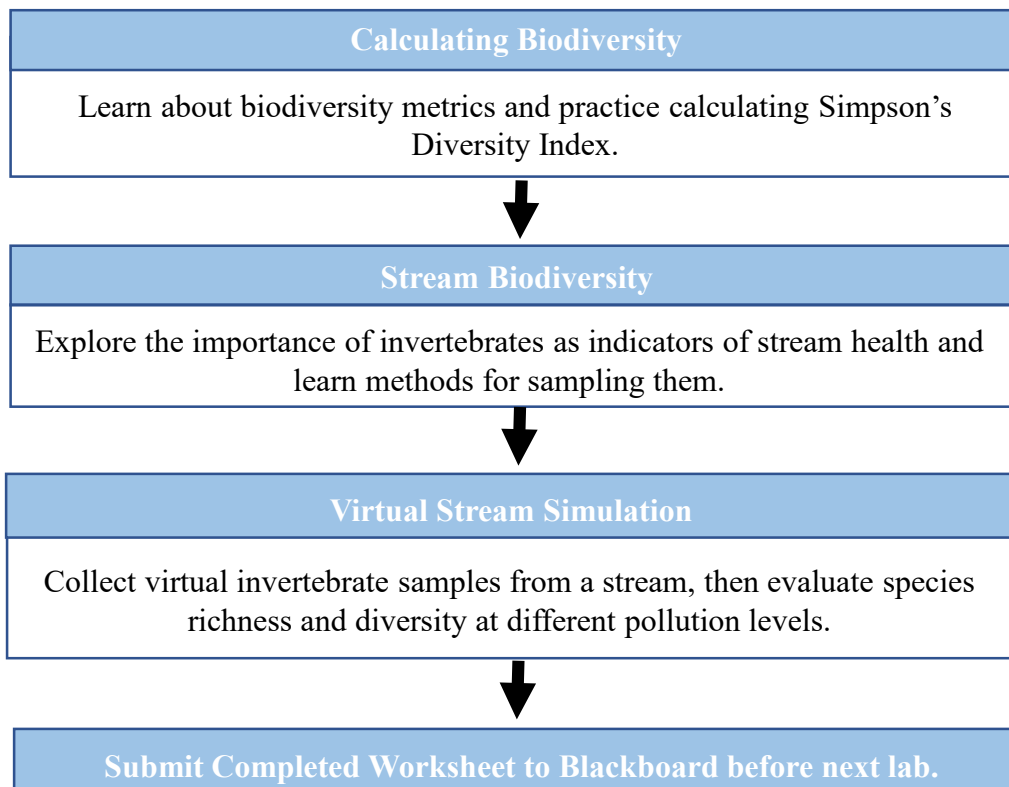 Calculating Biodiversity
Learn about biodiversity metrics and practice calculating Simpson’s
Diversity Index.
Stream Biodiversity
Explore the importance of invertebrates as indicators of stream health and
learn methods for sampling them.
Virtual Stream Simulation
Collect virtual invertebrate samples from a stream, then evaluate species
richness and diversity at different pollution levels.
Submit Completed Worksheet to Blackboard before next lab.